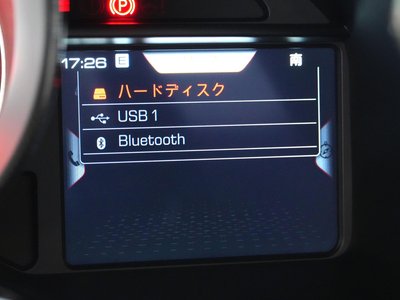 P
17:26 E 南
ハードディスク
USB 1
Bluetooth